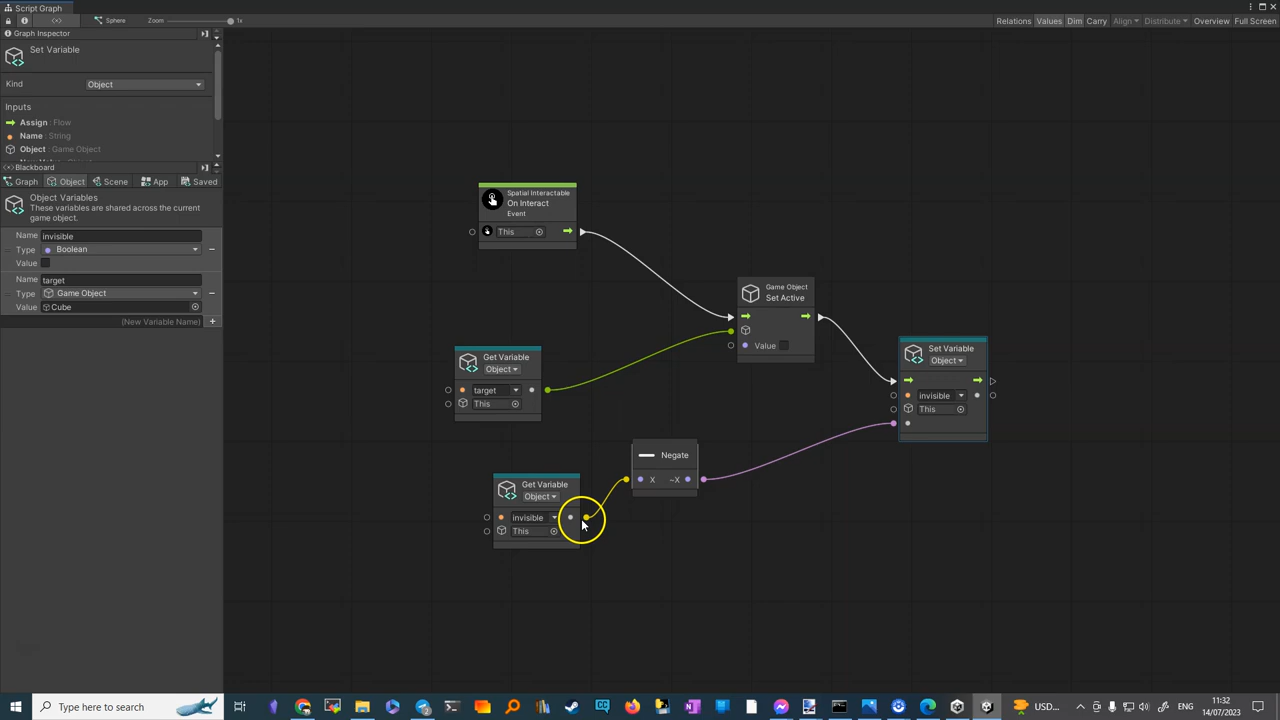 Script Graph
Sphere
Zoom
1x
Relations
Values
Dim
Carry
Align
Distribute
Overview
Full Screen
Graph Inspector
Set Variable
Kind
Object
Inputs
Assign : Flow
Name : String
Object : Game Object
Blackboard
Graph
Object
Scene
App
Saved
Object Variables
These variables are shared across the current
game object.
Name
invisible
Type
Boolean
Value
Name
target
Type
Game Object
Value
Cube
(New Variable Name)
Spatial Interactable
On Interact
Event
This
Game Object
Set Active
Value
Get Variable
Object
target
This
Set Variable
Object
invisible
This
Negate
X
~X
Get Variable
Object
invisible
This
Type here to search
USD...
11:32
14/07/2023